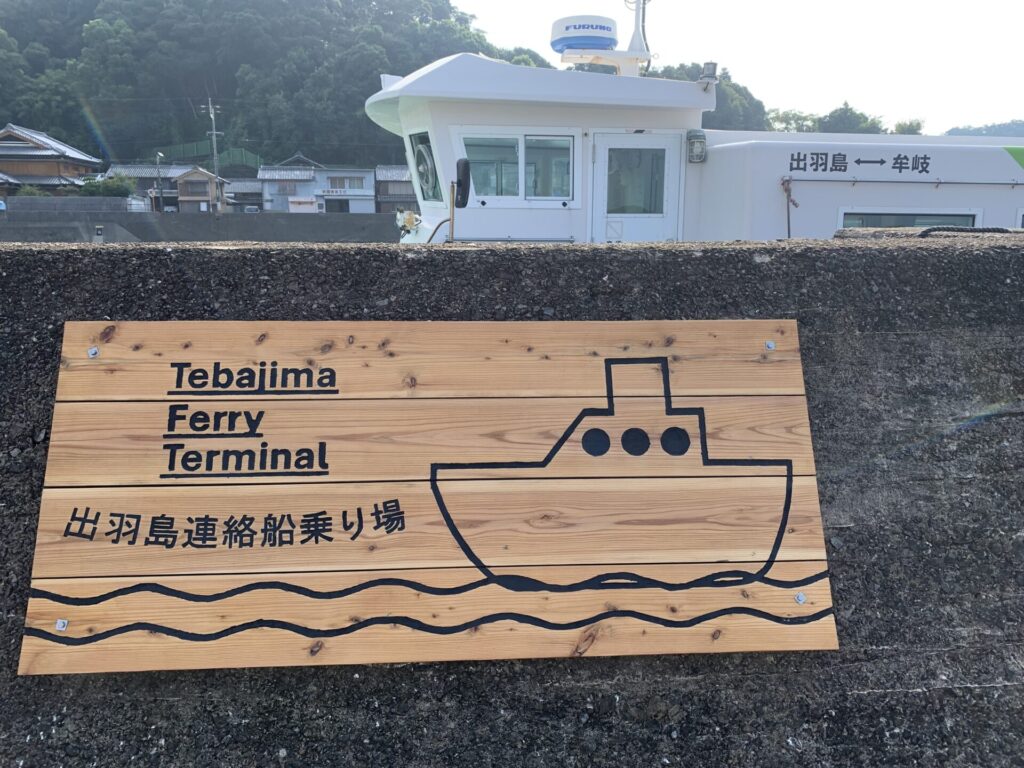 FURUNO
出羽島⟷牟岐
Tebajima
Ferry
Terminal
出羽島連絡船乗り場